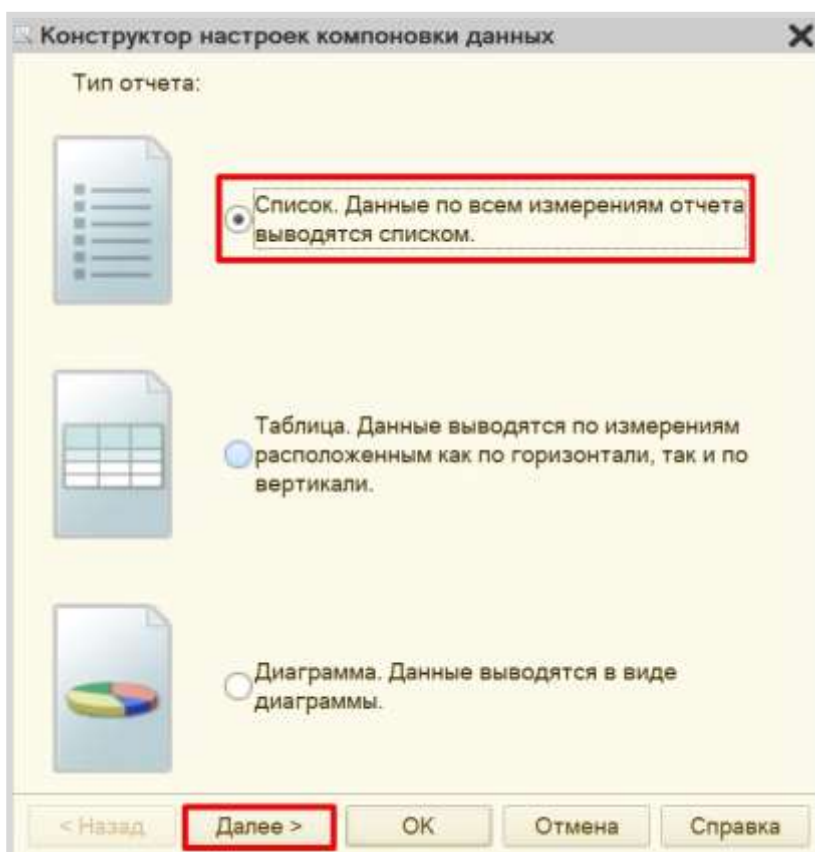 Конструктор настроек компоновки данных
Тип отчета:
Список. Данные по всем измерениям отчета
выводятся списком.
Таблица. Данные выводятся по измерениям
расположенным как по горизонтали, так и по
вертикали.
Диаграмма. Данные выводятся в виде
диаграммы.
< Назад Далее > ОК Отмена Справка